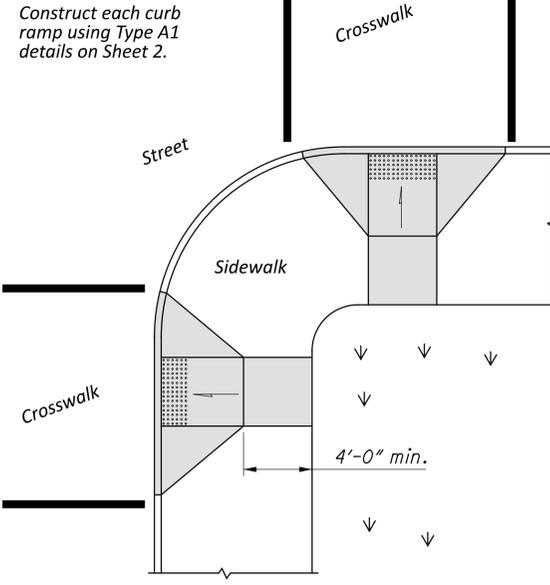 Construct each curb
ramp using Type A1
details on Sheet 2.
Crosswalk
Street
Sidewalk
Crosswalk
4'-0" min.